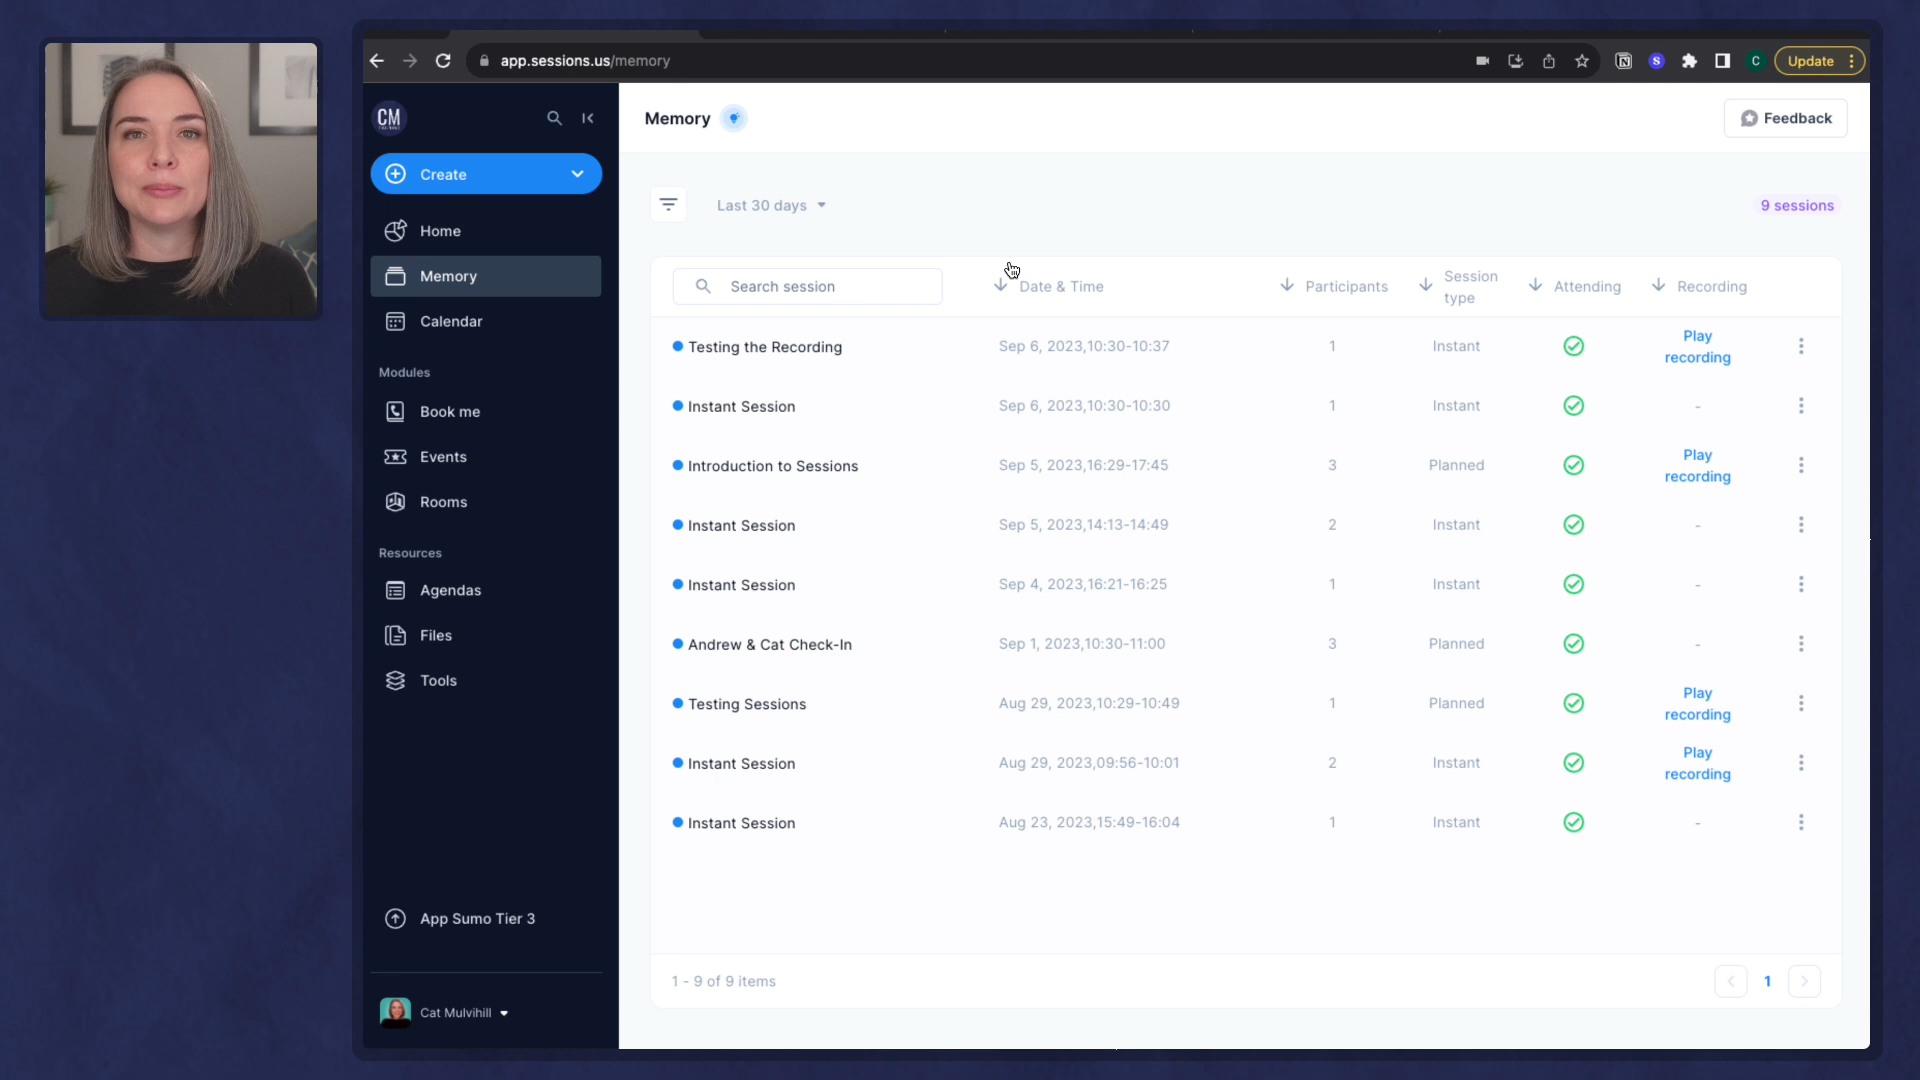 app.sessions.us/memory
C
Update
CM
Memory
Feedback
Create
Last 30 days
9 sessions
Home
Memory
Calendar
Search session
Date & Time
Participants
Session
type
Attending
Recording
Testing the Recording
Sep 6, 2023,10:30-10:37
1
Instant
Play
recording
Modules
Book me
Instant Session
Sep 6, 2023,10:30-10:30
1
Instant
-
Events
Introduction to Sessions
Sep 5, 2023,16:29-17:45
3
Planned
Play
recording
Rooms
Instant Session
Sep 5, 2023,14:13-14:49
2
Instant
-
Resources
Agendas
Instant Session
Sep 4, 2023,16:21-16:25
1
Instant
-
Files
Andrew & Cat Check-In
Sep 1, 2023,10:30-11:00
3
Planned
-
Tools
Testing Sessions
Aug 29, 2023,10:29-10:49
1
Planned
Play
recording
Instant Session
Aug 29, 2023,09:56-10:01
2
Instant
Play
recording
Instant Session
Aug 23, 2023,15:49-16:04
1
Instant
-
App Sumo Tier 3
1 - 9 of 9 items
1
Cat Mulvihill